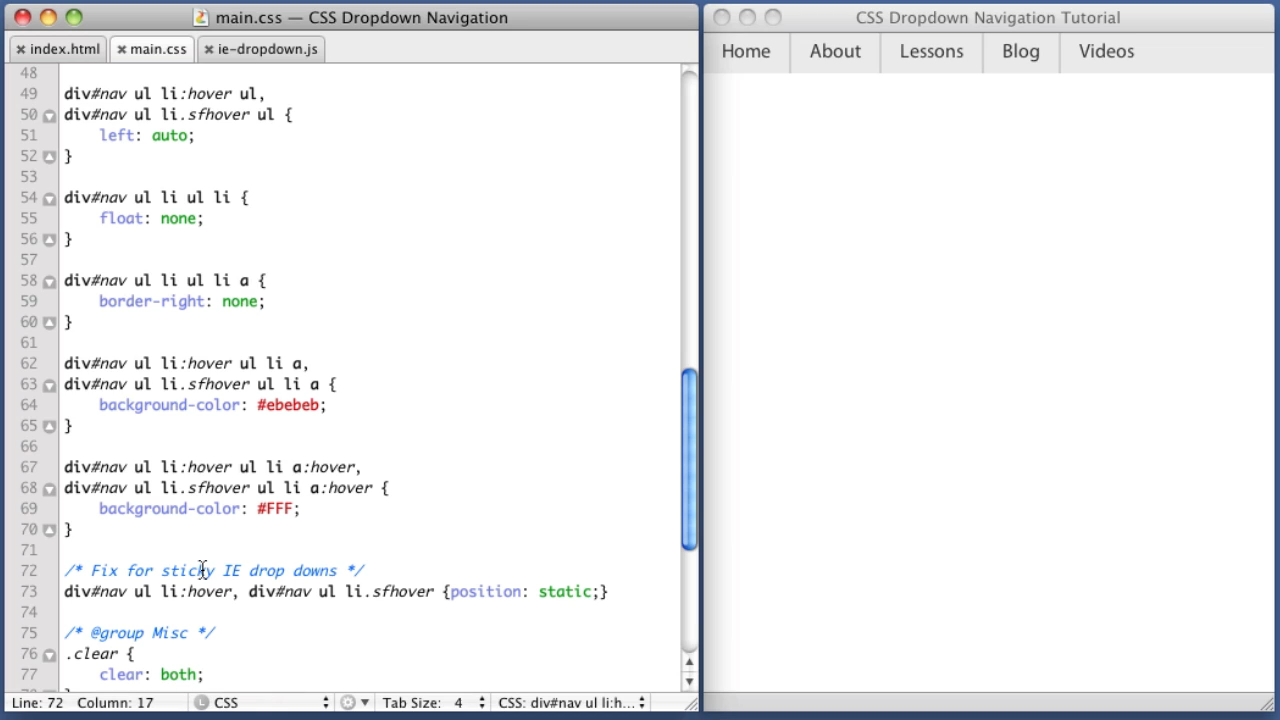 main.css — CSS Dropdown Navigation
index.html main.css ie-dropdown.js
48
49 div#nav ul li:hover ul,
50 div#nav ul li.sfhover ul {
51 left: auto;
52 }
53
54 div#nav ul li ul li {
55 float: none;
56 }
57
58 div#nav ul li ul li a {
59 border-right: none;
60 }
61
62 div#nav ul li:hover ul li a,
63 div#nav ul li.sfhover ul li a {
64 background-color: #ebebeb;
65 }
66
67 div#nav ul li:hover ul li a:hover,
68 div#nav ul li.sfhover ul li a:hover {
69 background-color: #FFF;
70 }
71
72 /* Fix for sticky IE drop downs */
73 div#nav ul li:hover, div#nav ul li.sfhover {position: static;}
74
75 /* @group Misc */
76 .clear {
77 clear: both;
Line: 72 Column: 17 L CSS Tab Size: 4 CSS: div#nav ul li:h...
CSS Dropdown Navigation Tutorial
Home About Lessons Blog Videos